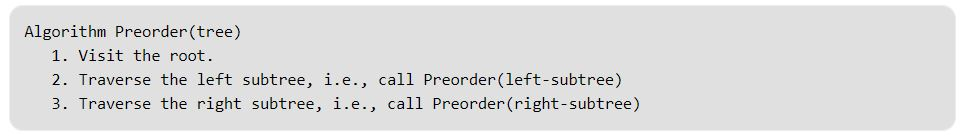 Algorithm Preorder(tree)
1. Visit the root.
2. Traverse the left subtree, i.e., call Preorder(left-subtree)
3. Traverse the right subtree, i.e., call Preorder(right-subtree)